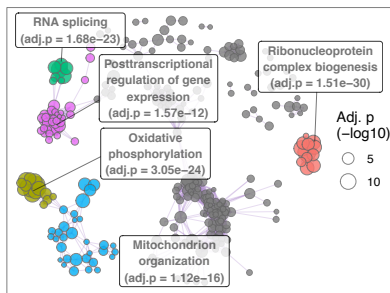 RNA splicing
(adj.p = 1.68e−23)
Posttranscriptional
regulation of gene
expression
(adj.p = 1.57e−12)
Oxidative
phosphorylation
(adj.p = 3.05e−24)
Mitochondrion
organization
(adj.p = 1.12e−16)
Ribonucleoprotein
complex biogenesis
(adj.p = 1.51e−30)
Adj. p
(−log10)
5
10